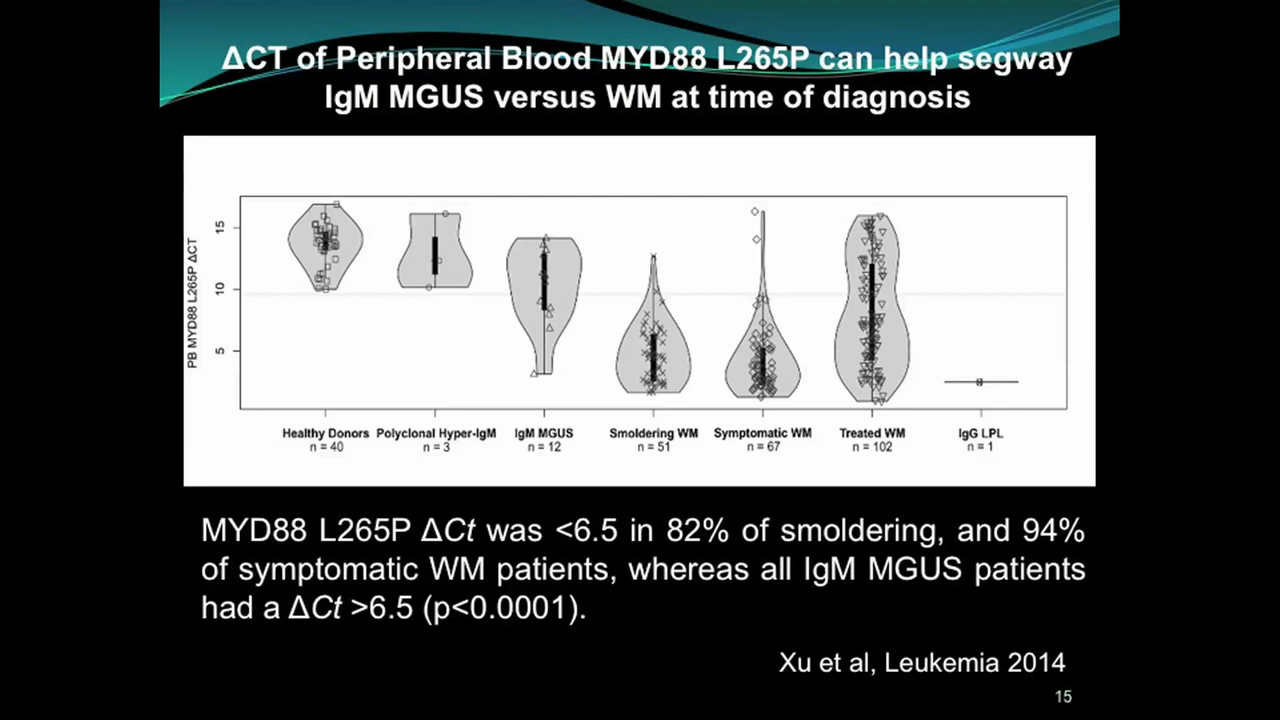 ΔCT of Peripheral Blood MYD88 L265P can help segway
IgM MGUS versus WM at time of diagnosis
PB MYD88 L265P ΔCT
15
10
5
Healthy Donors Polyclonal Hyper-IgM IgM MGUS Smoldering WM Symptomatic WM Treated WM IgG LPL
n = 40 n = 3 n = 12 n = 51 n = 67 n = 102 n = 1
MYD88 L265P ΔCt was <6.5 in 82% of smoldering, and 94%
of symptomatic WM patients, whereas all IgM MGUS patients
had a ΔCt >6.5 (p<0.0001).
Xu et al, Leukemia 2014
15